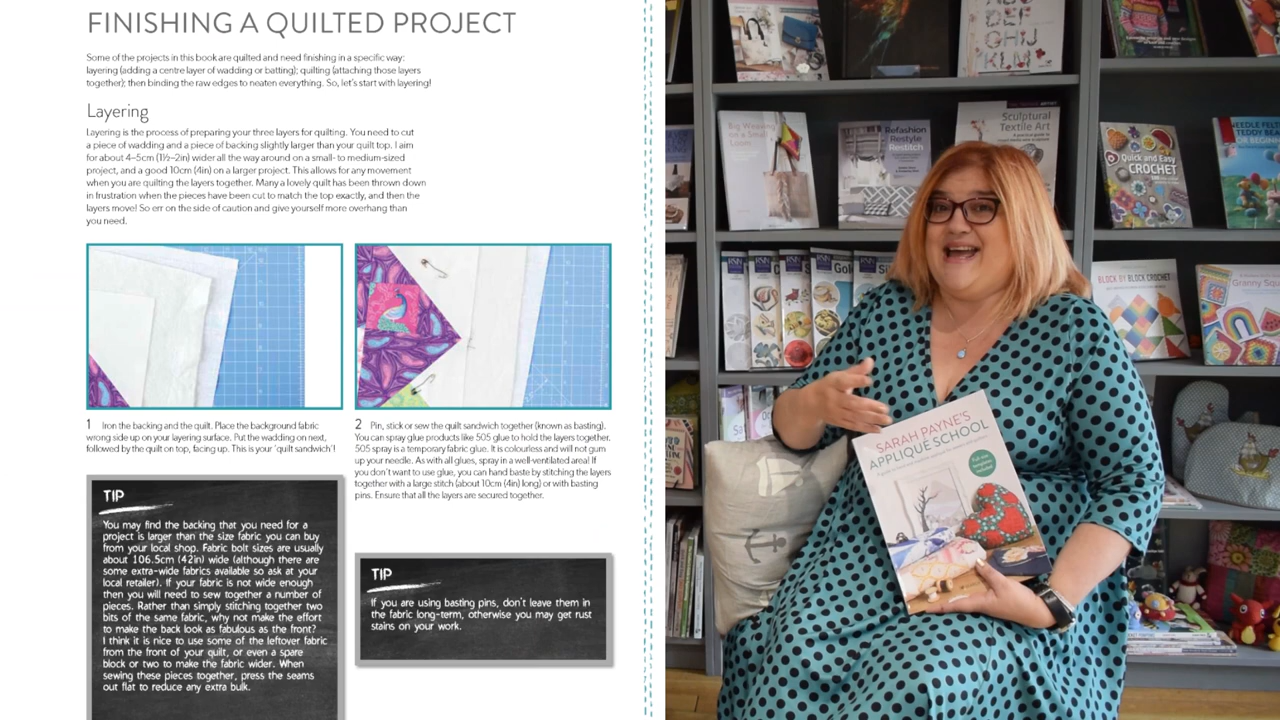 FINISHING A QUILTED PROJECT
Some of the projects in this book are quilted and need finishing in a specific way:
layering (adding a centre layer of wadding or batting); quilting (attaching those layers
together); then binding the raw edges to neaten everything. So, let's start with layering!
Layering
Layering is the process of preparing your three layers for quilting. You need to cut
a piece of wadding and a piece of backing slightly larger than your quilt top. I aim
for about 4–5cm (1½–2in) wider all the way around on a small- to medium-sized
project, and a good 10cm (4in) on a larger project. This allows for any movement
when you are quilting the layers together. Many a lovely quilt has been thrown down
in frustration when the pieces have been cut to match the top exactly, and then the
layers move! So err on the side of caution and give yourself more overhang than
you need.
1 Iron the backing and the quilt. Place the background fabric
wrong side up on your layering surface. Put the wadding on next,
followed by the quilt on top, facing up. This is your 'quilt sandwich'!
2 Pin, stick or sew the quilt sandwich together (known as basting).
You can spray glue products like 505 glue to hold the layers together.
505 spray is a temporary fabric glue. It is colourless and will not gum
up your needle. As with all glues, spray in a well-ventilated area! If
you don't want to use glue, you can hand baste by stitching the layers
together with a large stitch (about 10cm (4in) long) or with basting
pins. Ensure that all the layers are secured together.
TIP
You may find the backing that you need for a
project is larger than the size fabric you can buy
from your local shop. Fabric bolt sizes are usually
about 106.5cm (42in) wide (although there are
some extra-wide fabrics available so ask at your
local retailer). If your fabric is not wide enough
then you will need to sew together a number of
pieces. Rather than simply stitching together two
bits of the same fabric, why not make the effort
to make the back look as fabulous as the front?
I think it is nice to use some of the leftover fabric
from the front of your quilt, or even a spare
block or two to make the fabric wider. When
sewing these pieces together, press the seams
out flat to reduce any extra bulk.
TIP
If you are using basting pins, don't leave them in
the fabric long-term, otherwise you may get rust
stains on your work.
DEF
GHIJ
KLM
Big Weaving
on a Small
Loom
Refashion
Restyle
Restitch
Sculptural
Textile Art
Quick and Easy
CROCHET
NEEDLE FELT
TEDDY BEA
FOR BEGIN
BLOCK BY BLOCK CROCHET
Granny Squ
SARAH PAYNE'S
APPLIQUÉ SCHOOL
Full-size
templates
included